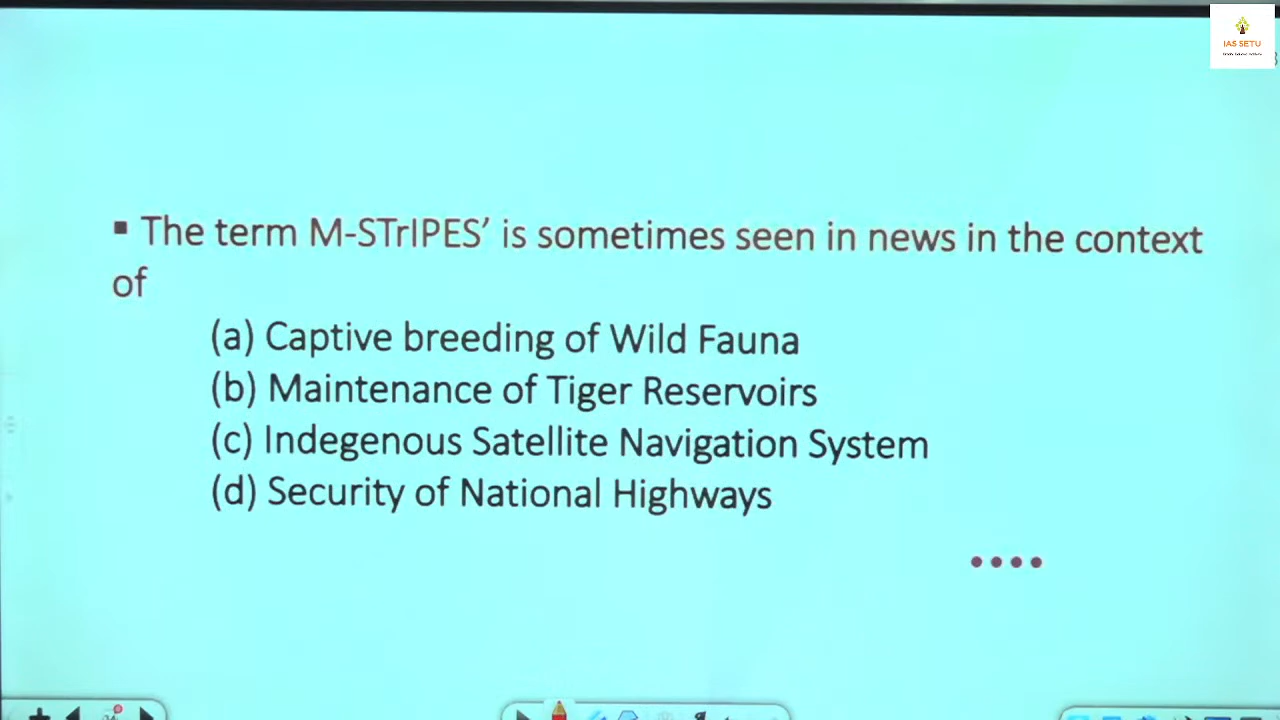 IAS SETU
▪ The term M-STrIPES’ is sometimes seen in news in the context
of
(a) Captive breeding of Wild Fauna
(b) Maintenance of Tiger Reservoirs
(c) Indegenous Satellite Navigation System
(d) Security of National Highways